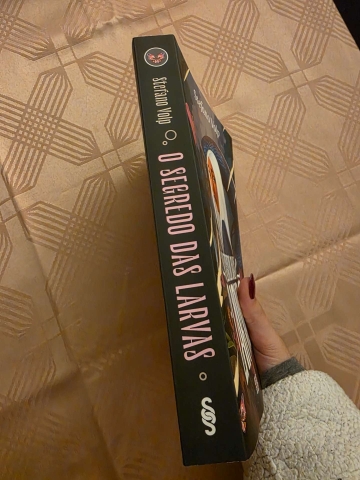 Stefano Volp
O SEGREDO DAS LARVAS